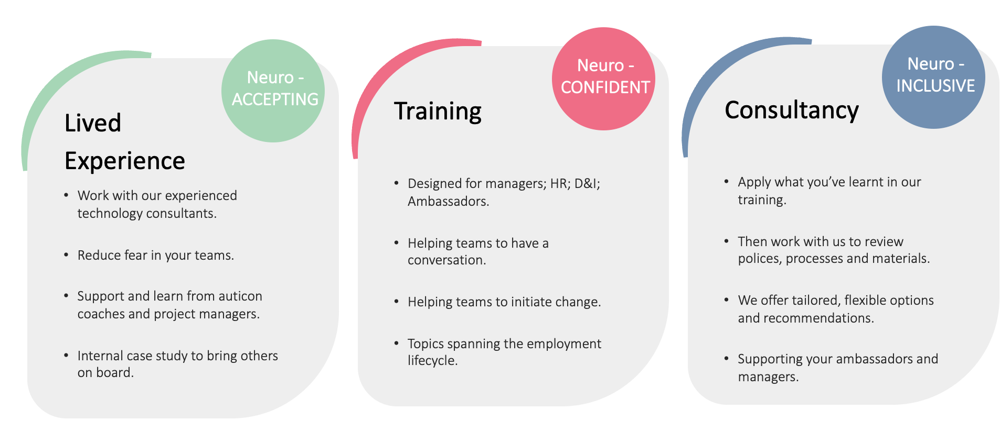 Neuro -
ACCEPTING
Lived
Experience
• Work with our experienced
technology consultants.
• Reduce fear in your teams.
• Support and learn from auticon
coaches and project managers.
• Internal case study to bring others
on board.
Neuro -
CONFIDENT
Training
• Designed for managers; HR; D&I;
Ambassadors.
• Helping teams to have a
conversation.
• Helping teams to initiate change.
• Topics spanning the employment
lifecycle.
Neuro -
INCLUSIVE
Consultancy
• Apply what you’ve learnt in our
training.
• Then work with us to review
polices, processes and materials.
• We offer tailored, flexible options
and recommendations.
• Supporting your ambassadors and
managers.